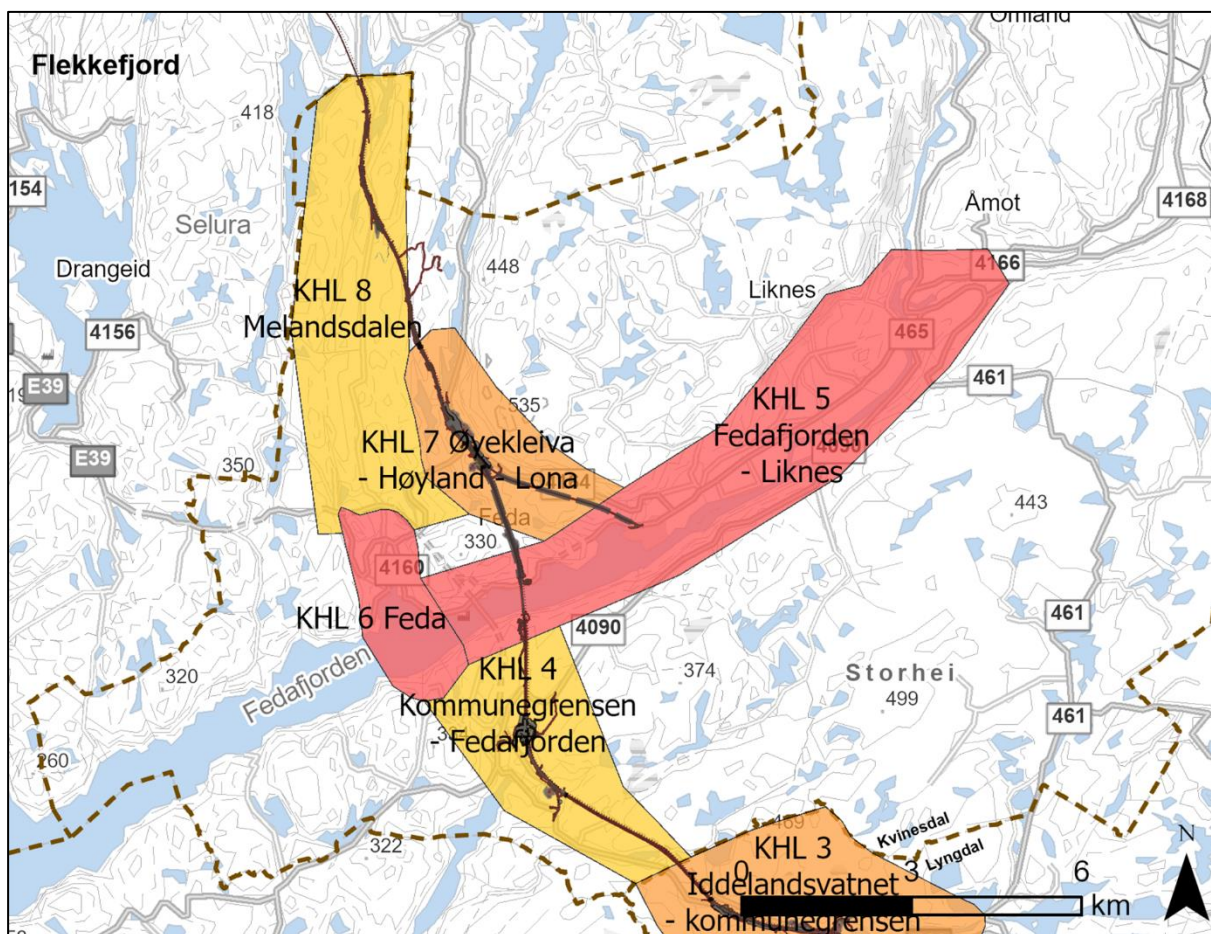 Omland
Flekkefjord
418
154
Åmot
4168
Selura
Drangeid
448
4166
KHL 8
Melandsdalen
Liknes
465
4156
E39
461
535
KHL 5
Fedafjorden
- Liknes
KHL 7 Øyekleiva
- Høyland - Lona
E39
350
Feda
330
443
4160
KHL 6 Feda
4090
461
Fedafjorden
320
KHL 4
Kommunegrensen
- Fedafjorden
374
Storhei
499
461
260
322
469
Kvinesdal
Lyngdal
KHL 3
Iddelandsvatnet
- kommunegrensen
N
0
3
6
km